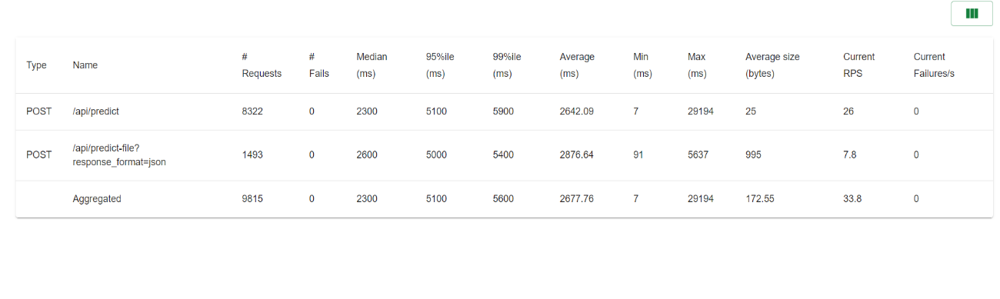 Type Name # Requests # Fails Median (ms) 95%ile (ms) 99%ile (ms) Average (ms) Min (ms) Max (ms) Average size (bytes) Current RPS Current Failures/s
POST /api/predict 8322 0 2300 5100 5900 2642.09 7 29194 25 26 0
POST /api/predict-file? response_format=json 1493 0 2600 5000 5400 2876.64 91 5637 995 7.8 0
Aggregated 9815 0 2300 5100 5600 2677.76 7 29194 172.55 33.8 0